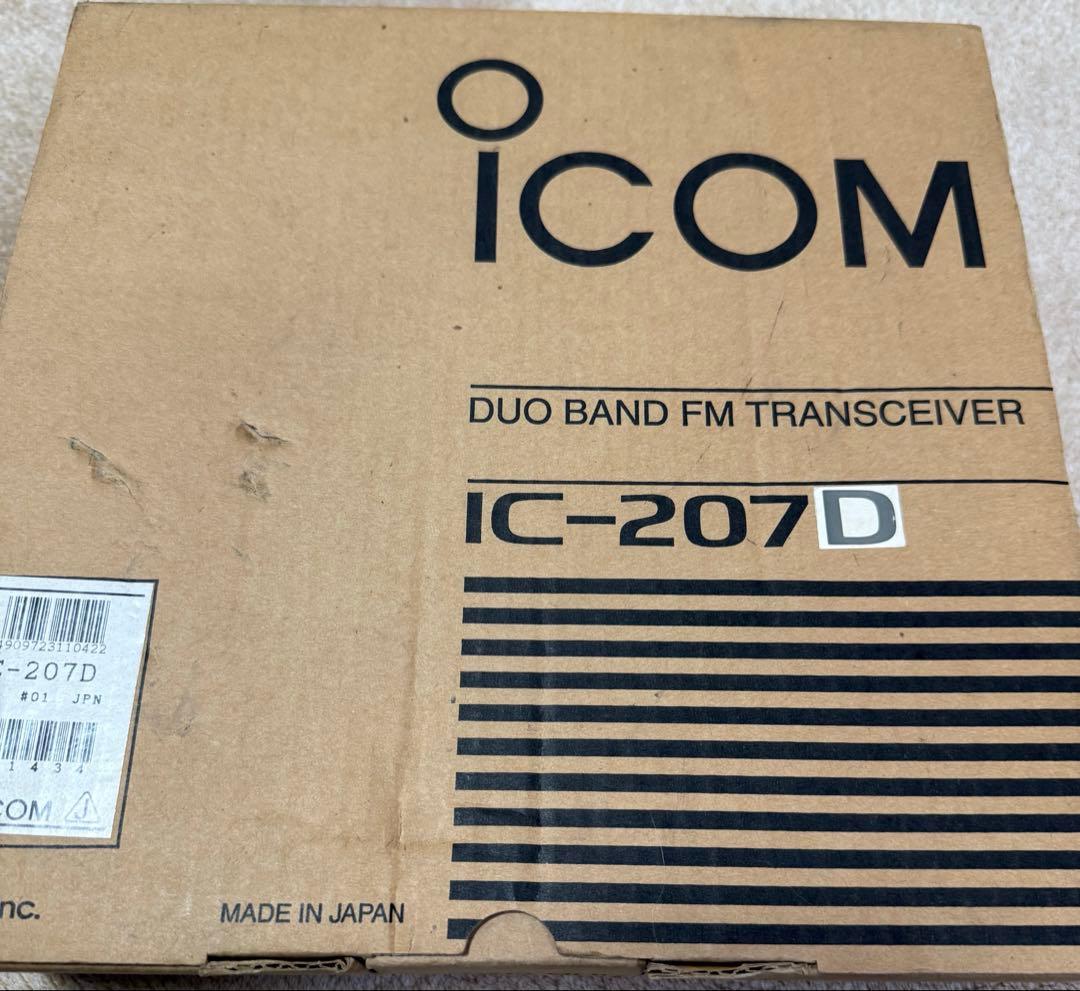 iCOM
DUO BAND FM TRANSCEIVER
IC-207D
4909723110422
C-207D
#01 JPN
1434
COM J
nc.
MADE IN JAPAN